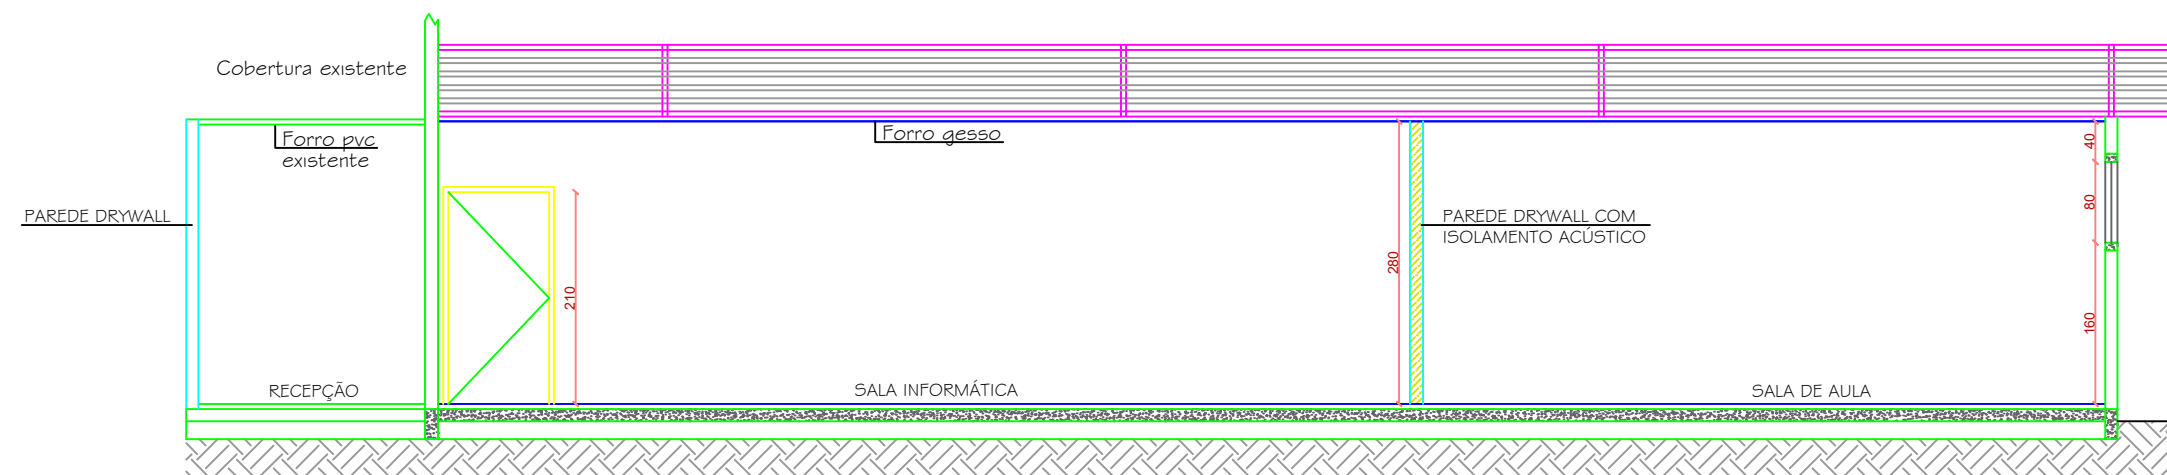 Cobertura existente
Forro pvc
existente
Forro gesso
40
80
PAREDE DRYWALL
PAREDE DRYWALL COM
ISOLAMENTO ACÚSTICO
280
210
160
RECEPÇÃO
SALA INFORMÁTICA
SALA DE AULA